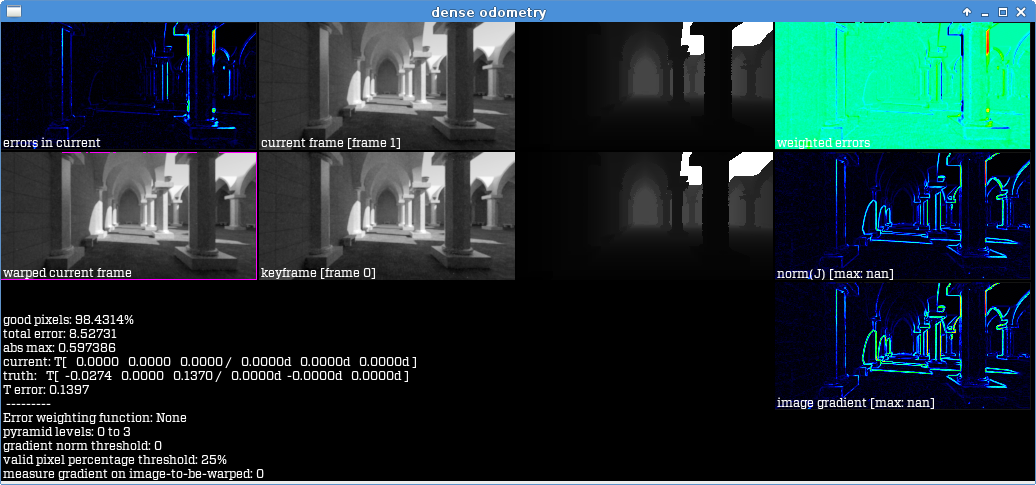 dense odometry
errors in current
current frame [frame 1]
weighted errors
warped current frame
keyframe [frame 0]
norm(J) [max: nan]
image gradient [max: nan]
good pixels: 98.4314%
total error: 8.52731
abs max: 0.597386
current: T[ 0.0000 0.0000 0.0000 / 0.0000d 0.0000d 0.0000d ]
truth: T[ -0.0274 0.0000 0.1370 / 0.0000d -0.0000d 0.0000d ]
T error: 0.1397
---------
Error weighting function: None
pyramid levels: 0 to 3
gradient norm threshold: 0
valid pixel percentage threshold: 25%
measure gradient on image-to-be-warped: 0